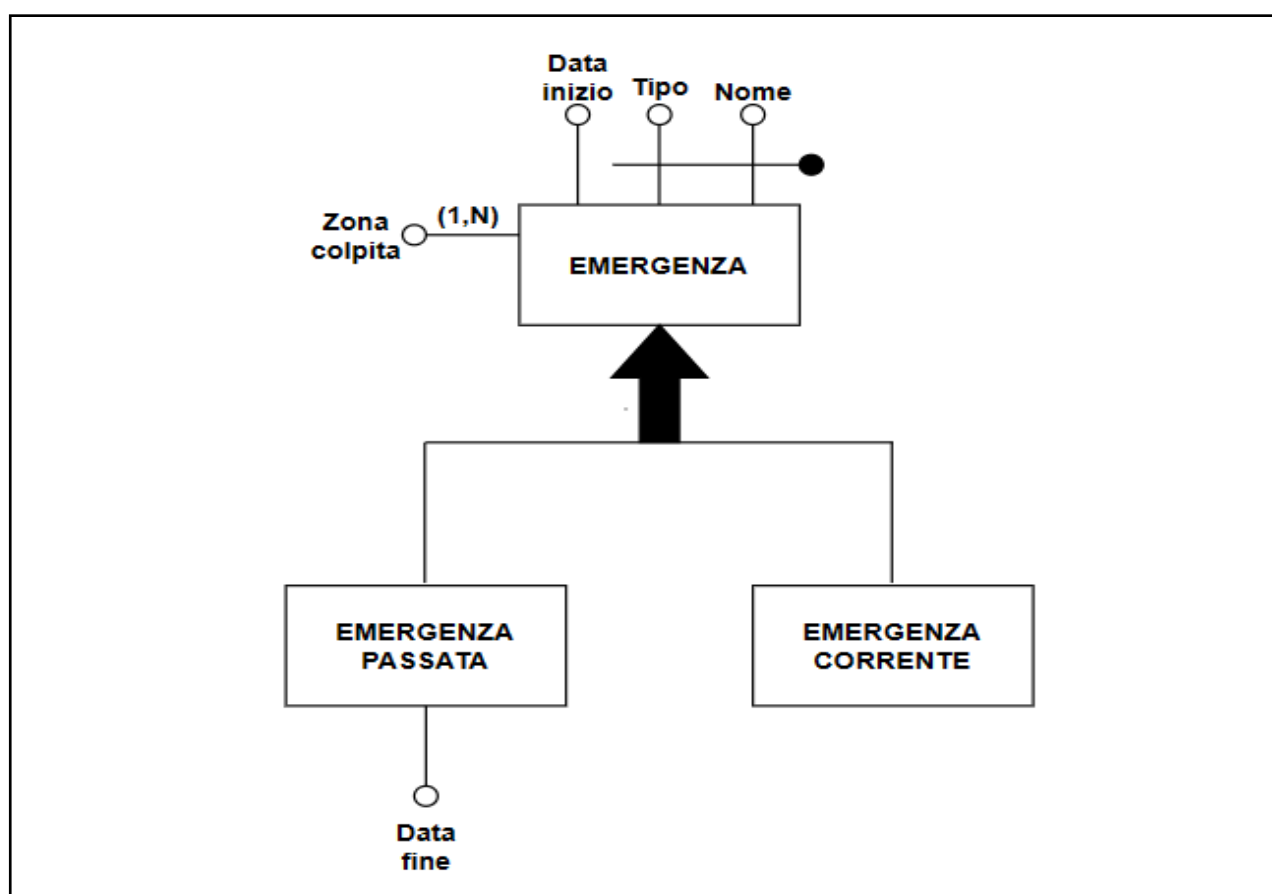 Data
inizio
Tipo
Nome
Zona
colpita
(1,N)
EMERGENZA
EMERGENZA
PASSATA
EMERGENZA
CORRENTE
Data
fine